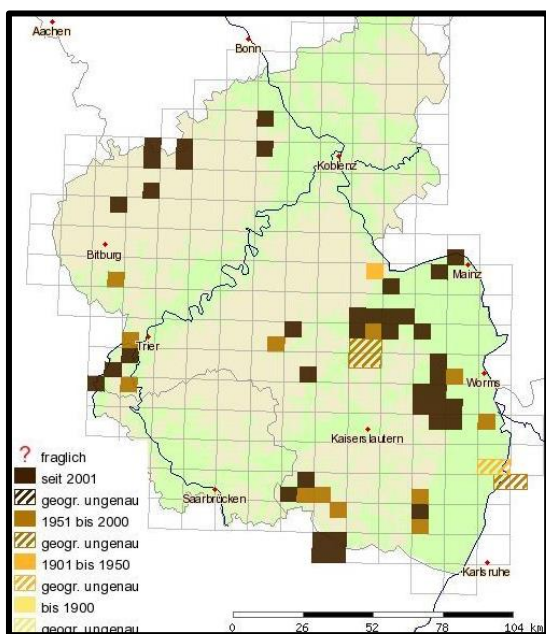 Aachen
Bonn
Koblenz
Bitburg
Mainz
Trier
Worms
Kaiserslautern
? fraglich
seit 2001
Saarbrücken
geogr. ungenau
1951 bis 2000
geogr. ungenau
1901 bis 1950
Karlsruhe
geogr. ungenau
bis 1900
geogr. ungenau
0 26 52 78 104 km